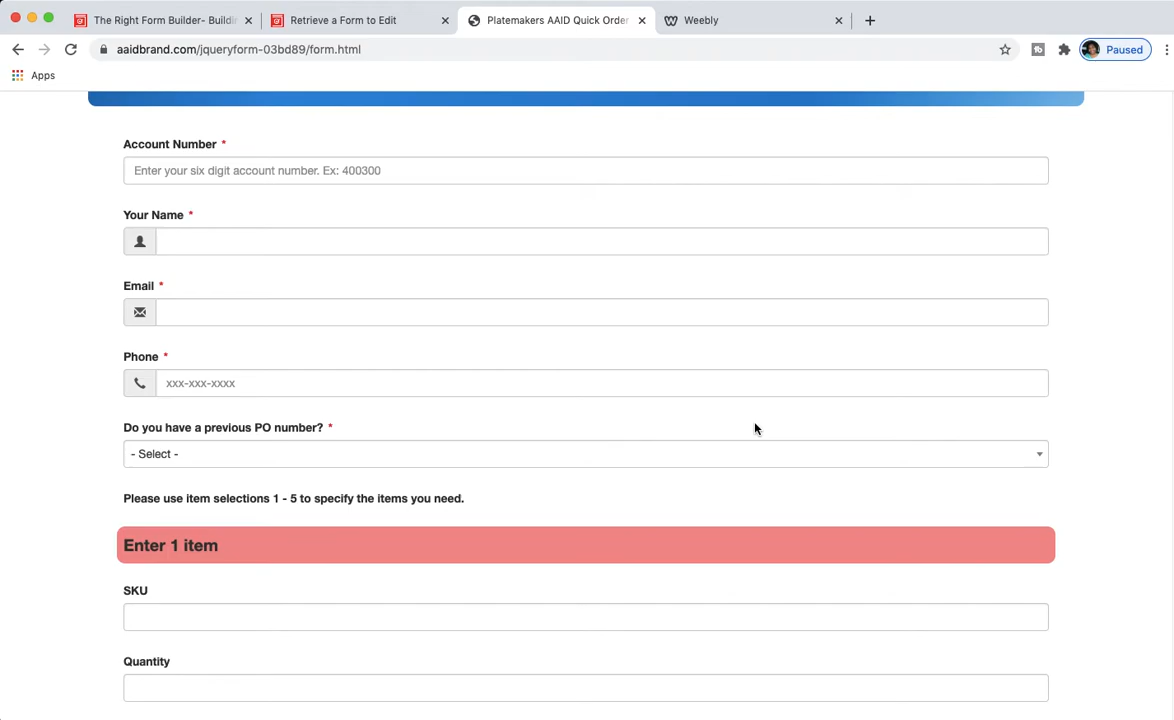 The Right Form Builder- Buildin
Retrieve a Form to Edit
Platemakers AAID Quick Order
Weebly
aaidbrand.com/jqueryform-03bd89/form.html
Paused
Apps
Account Number *
Enter your six digit account number. Ex: 400300
Your Name *
Email *
Phone *
xxx-xxx-xxxx
Do you have a previous PO number? *
- Select -
Please use item selections 1 - 5 to specify the items you need.
Enter 1 item
SKU
Quantity